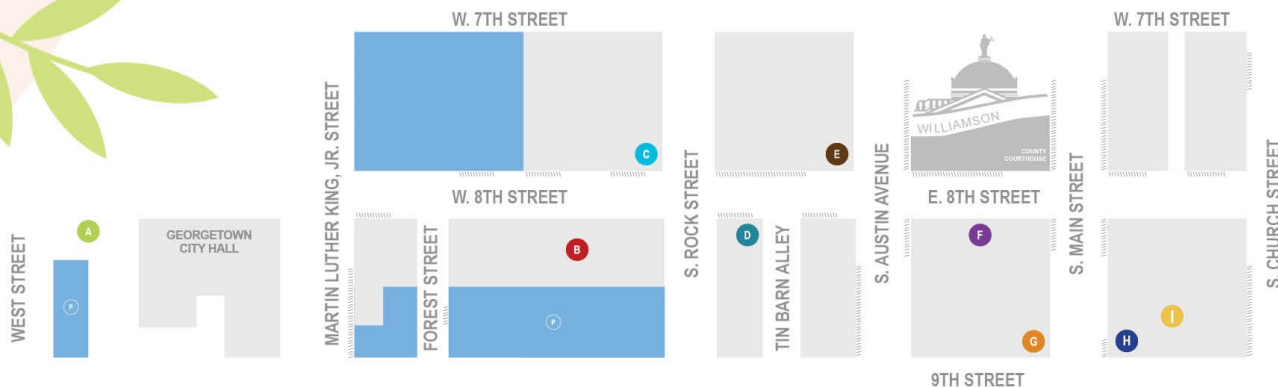 W. 7TH STREET
W. 7TH STREET
MARTIN LUTHER KING, JR. STREET
C
S. ROCK STREET
E
S. AUSTIN AVENUE
WILLIAMSON
COUNTY
COURTHOUSE
S. MAIN STREET
S. CHURCH STREET
W. 8TH STREET
E. 8TH STREET
WEST STREET
A
P
GEORGETOWN
CITY HALL
FOREST STREET
B
P
D
TIN BARN ALLEY
F
G
H
I
9TH STREET